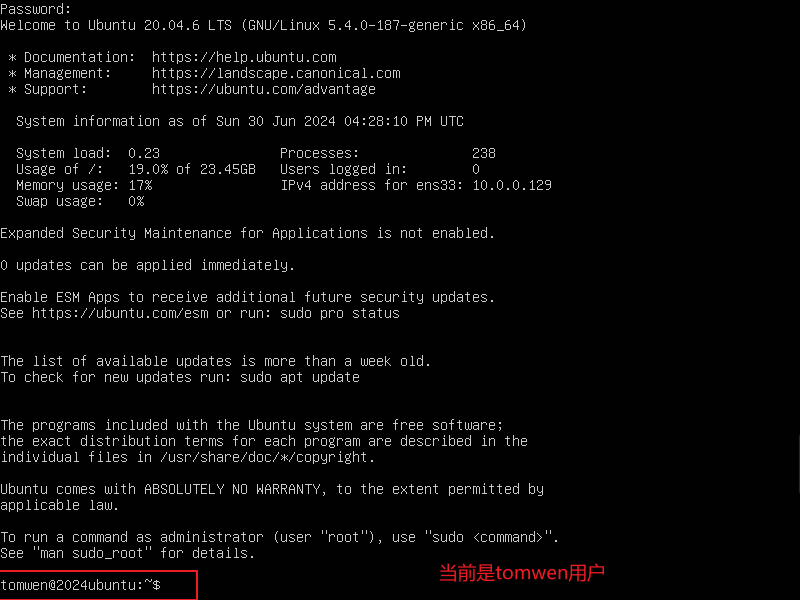 Password:
Welcome to Ubuntu 20.04.6 LTS (GNU/Linux 5.4.0-187-generic x86_64)
* Documentation:  https://help.ubuntu.com
* Management:     https://landscape.canonical.com
* Support:        https://ubuntu.com/advantage
System information as of Sun 30 Jun 2024 04:28:10 PM UTC
System load:  0.23               Processes:              238
Usage of /:   19.0% of 23.45GB   Users logged in:        0
Memory usage: 17%                IPv4 address for ens33: 10.0.0.129
Swap usage:   0%
Expanded Security Maintenance for Applications is not enabled.
0 updates can be applied immediately.
Enable ESM Apps to receive additional future security updates.
See https://ubuntu.com/esm or run: sudo pro status
The list of available updates is more than a week old.
To check for new updates run: sudo apt update
The programs included with the Ubuntu system are free software;
the exact distribution terms for each program are described in the
individual files in /usr/share/doc/*/copyright.
Ubuntu comes with ABSOLUTELY NO WARRANTY, to the extent permitted by
applicable law.
To run a command as administrator (user "root"), use "sudo <command>".
See "man sudo_root" for details.
当前是tomwen用户
tomwen@2024ubuntu:~$